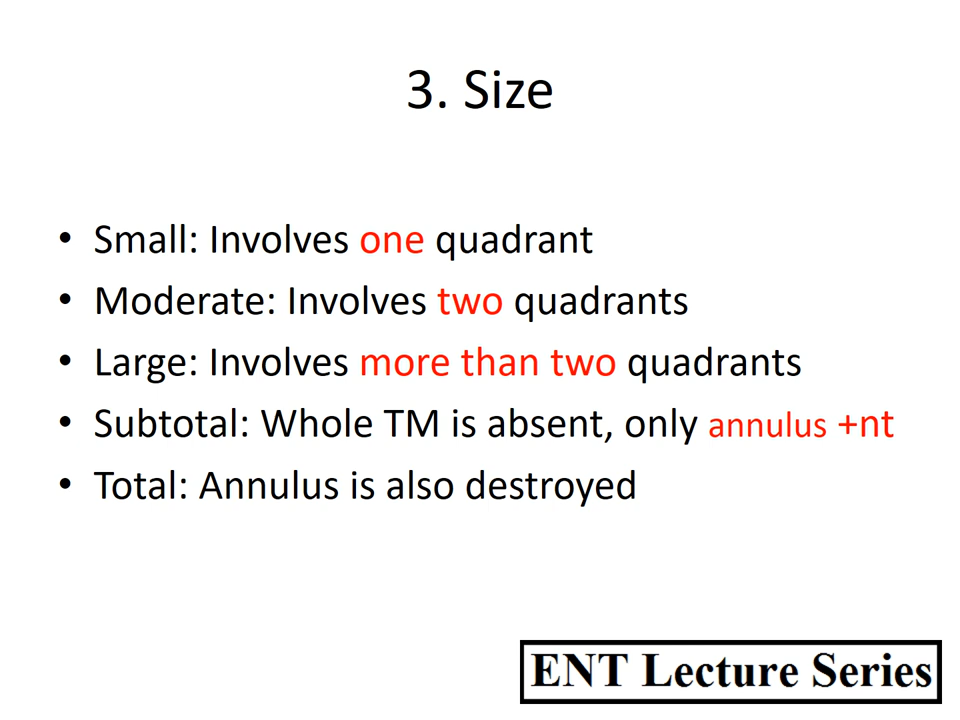 3. Size
• Small: Involves one quadrant
• Moderate: Involves two quadrants
• Large: Involves more than two quadrants
• Subtotal: Whole TM is absent, only annulus +nt
• Total: Annulus is also destroyed
ENT Lecture Series